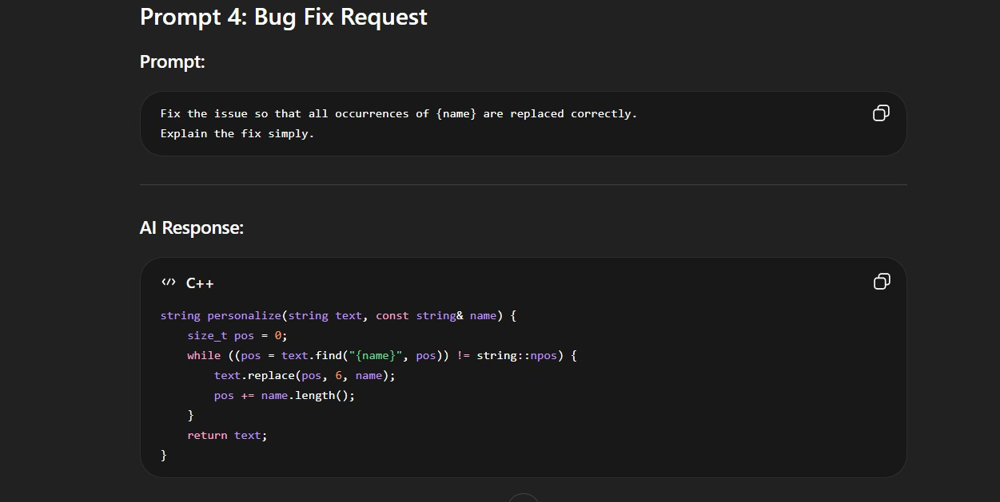 Prompt 4: Bug Fix Request
Prompt:
Fix the issue so that all occurrences of {name} are replaced correctly.
Explain the fix simply.
AI Response:
C++
string personalize(string text, const string& name) {
    size_t pos = 0;
    while ((pos = text.find("{name}", pos)) != string::npos) {
        text.replace(pos, 6, name);
        pos += name.length();
    }
    return text;
}